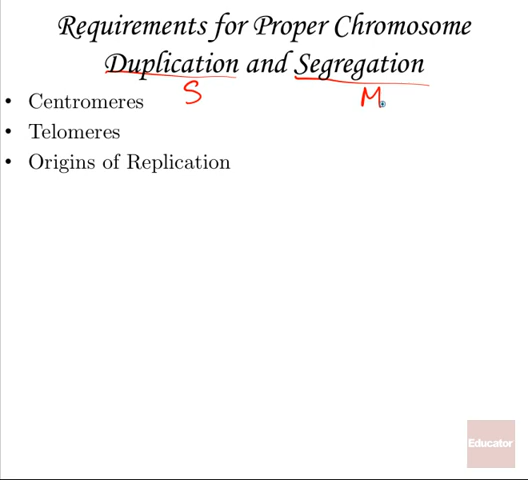 Requirements for Proper Chromosome
Duplication and Segregation
S
M
• Centromeres
• Telomeres
• Origins of Replication
Educator